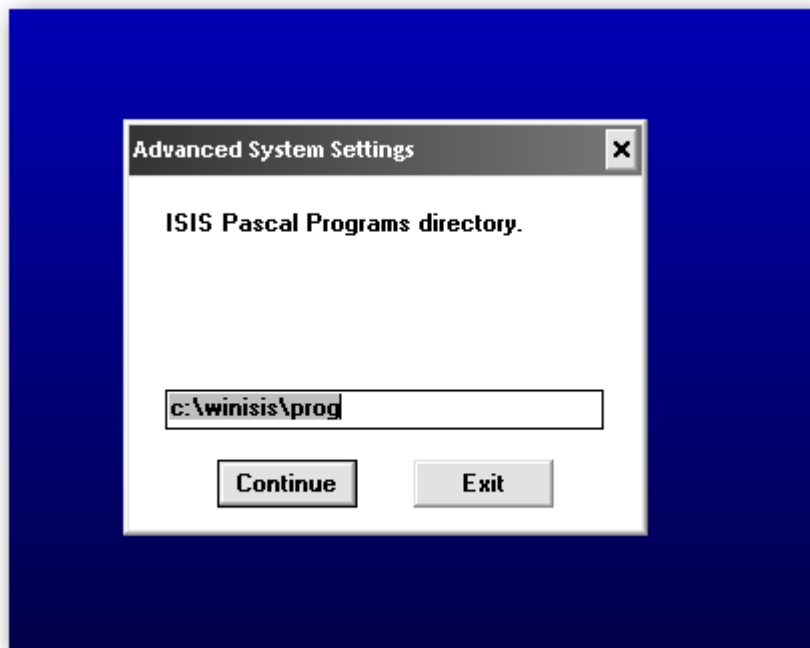 Advanced System Settings
ISIS Pascal Programs directory.
c:\winisis\prog
Continue
Exit